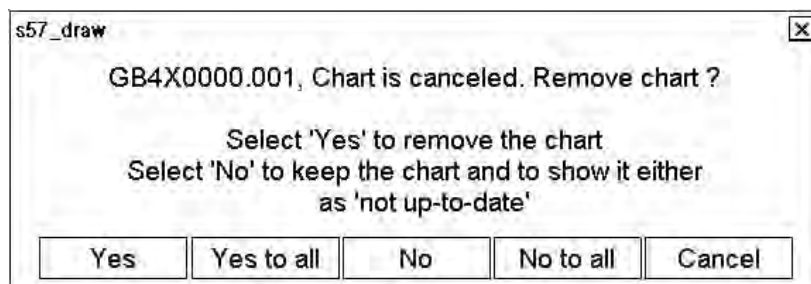 s57_draw
GB4X0000.001, Chart is canceled. Remove chart ?
Select 'Yes' to remove the chart
Select 'No' to keep the chart and to show it either
as 'not up-to-date'
Yes Yes to all No No to all Cancel